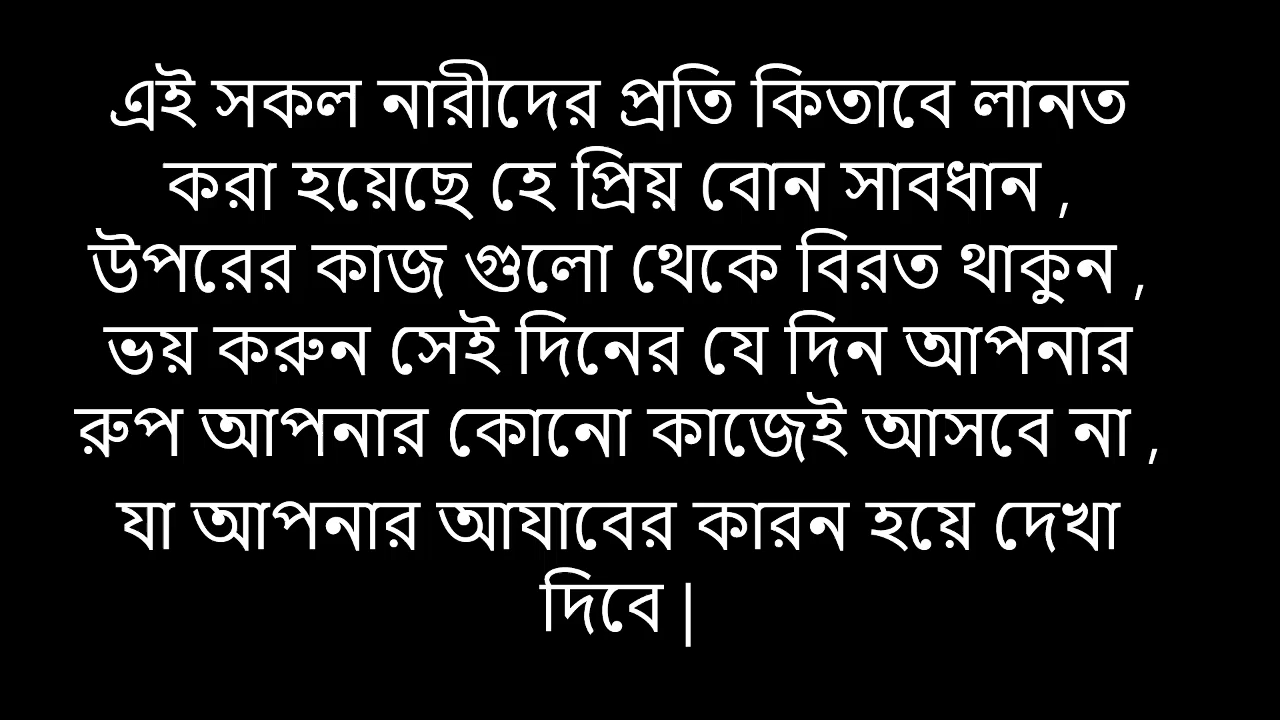 এই সকল নারীদের প্রতি কিতাবে লানত
করা হয়েছে হে প্রিয় বোন সাবধান ,
উপরের কাজ গুলো থেকে বিরত থাকুন ,
ভয় করুন সেই দিনের যে দিন আপনার
রুপ আপনার কোনো কাজেই আসবে না ,
যা আপনার আযাবের কারন হয়ে দেখা
দিবে |